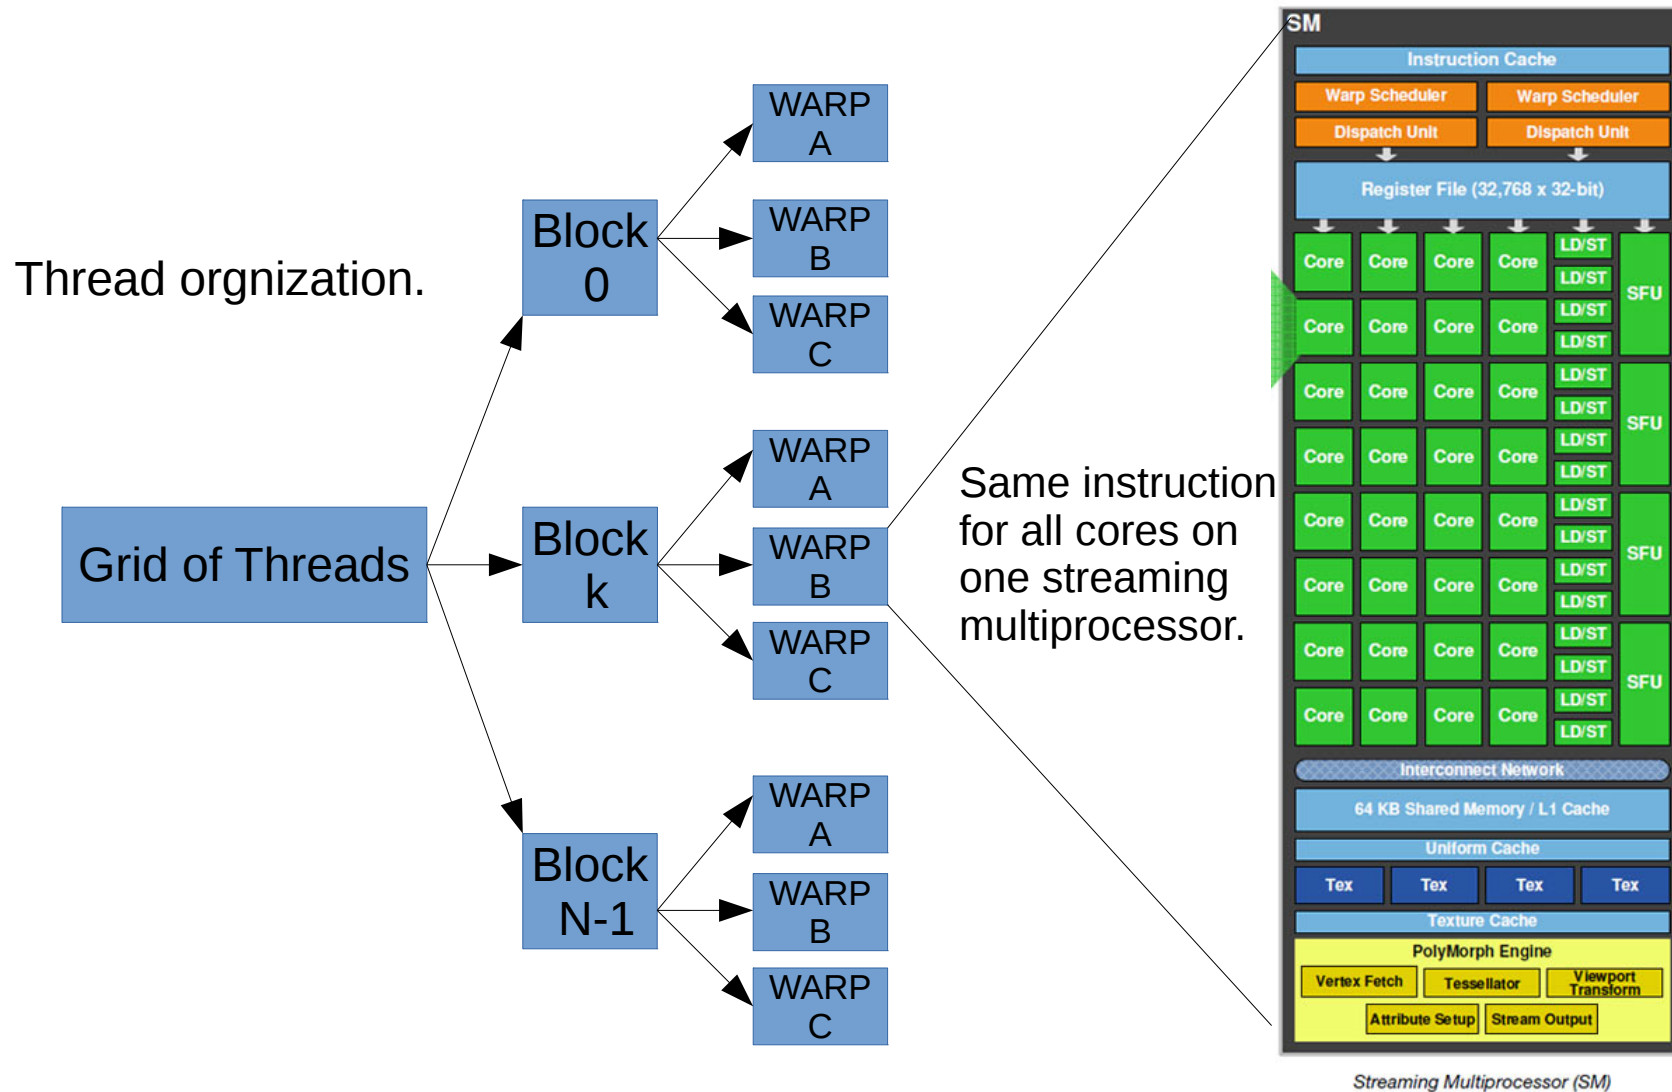 Thread orgnization.
Grid of Threads
Block
0
Block
k
Block
N-1
WARP
A
WARP
B
WARP
C
WARP
A
WARP
B
WARP
C
WARP
A
WARP
B
WARP
C
Same instruction
for all cores on
one streaming
multiprocessor.
SM
Instruction Cache
Warp Scheduler Warp Scheduler
Dispatch Unit Dispatch Unit
Register File (32,768 x 32-bit)
Core Core Core Core LD/ST
LD/ST
SFU
Core Core Core Core LD/ST
LD/ST
Core Core Core Core LD/ST
LD/ST
SFU
Core Core Core Core LD/ST
LD/ST
Core Core Core Core LD/ST
LD/ST
SFU
Core Core Core Core LD/ST
LD/ST
Core Core Core Core LD/ST
LD/ST
SFU
Core Core Core Core LD/ST
LD/ST
Interconnect Network
64 KB Shared Memory / L1 Cache
Uniform Cache
Tex Tex Tex Tex
Texture Cache
PolyMorph Engine
Vertex Fetch Tessellator Viewport
Transform
Attribute Setup Stream Output
Streaming Multiprocessor (SM)